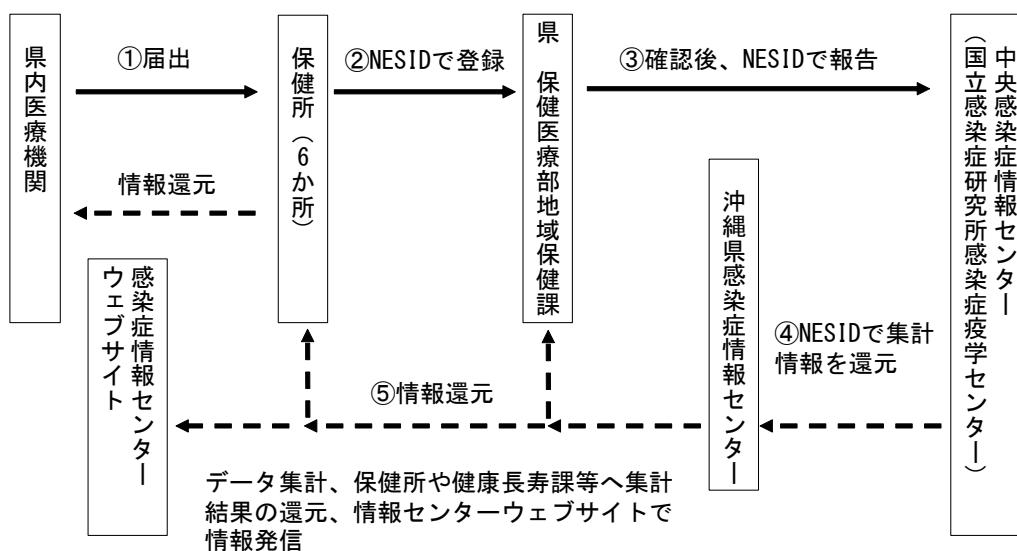 県内医療機関
①届出
保健所（6か所）
②NESIDで登録
県　保健医療部地域保健課
③確認後、NESIDで報告
中央感染症情報センター
（国立感染症研究所感染症疫学センター）
情報還元
沖縄県感染症情報センター
④NESIDで集計
情報を還元
⑤情報還元
感染症情報センター
ウェブサイト
データ集計、保健所や健康長寿課等へ集計
結果の還元、情報センターウェブサイトで
情報発信